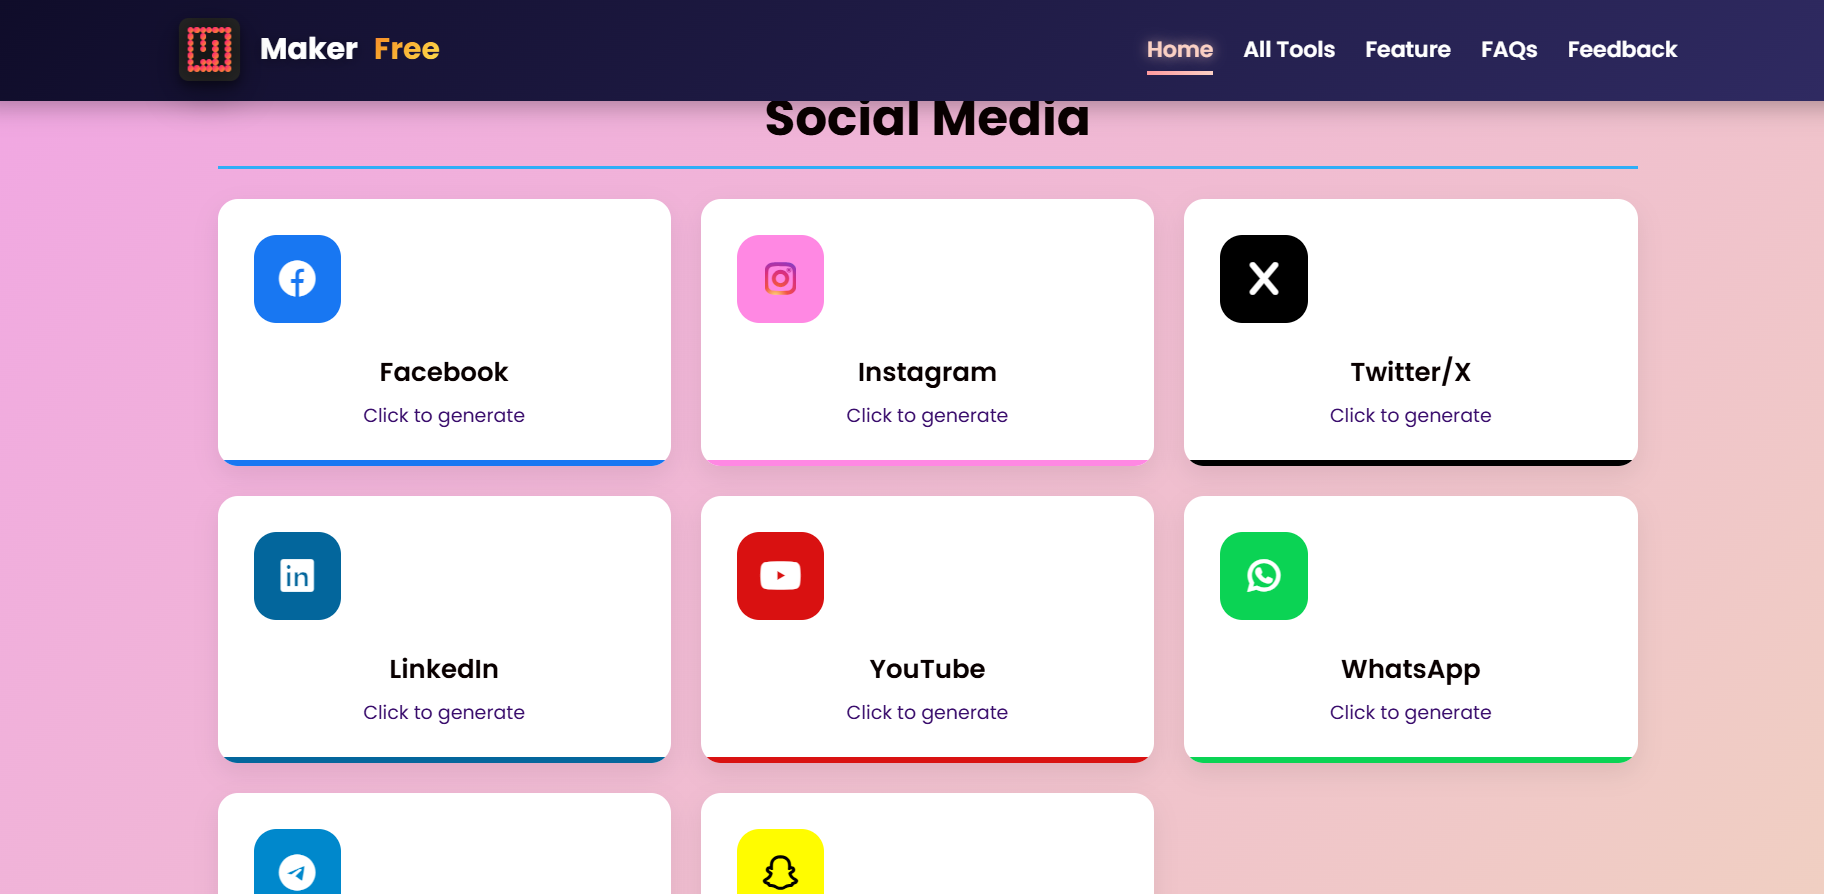 Maker Free
Home All Tools Feature FAQs Feedback
Social Media
Facebook
Click to generate
Instagram
Click to generate
Twitter/X
Click to generate
in
LinkedIn
Click to generate
YouTube
Click to generate
WhatsApp
Click to generate